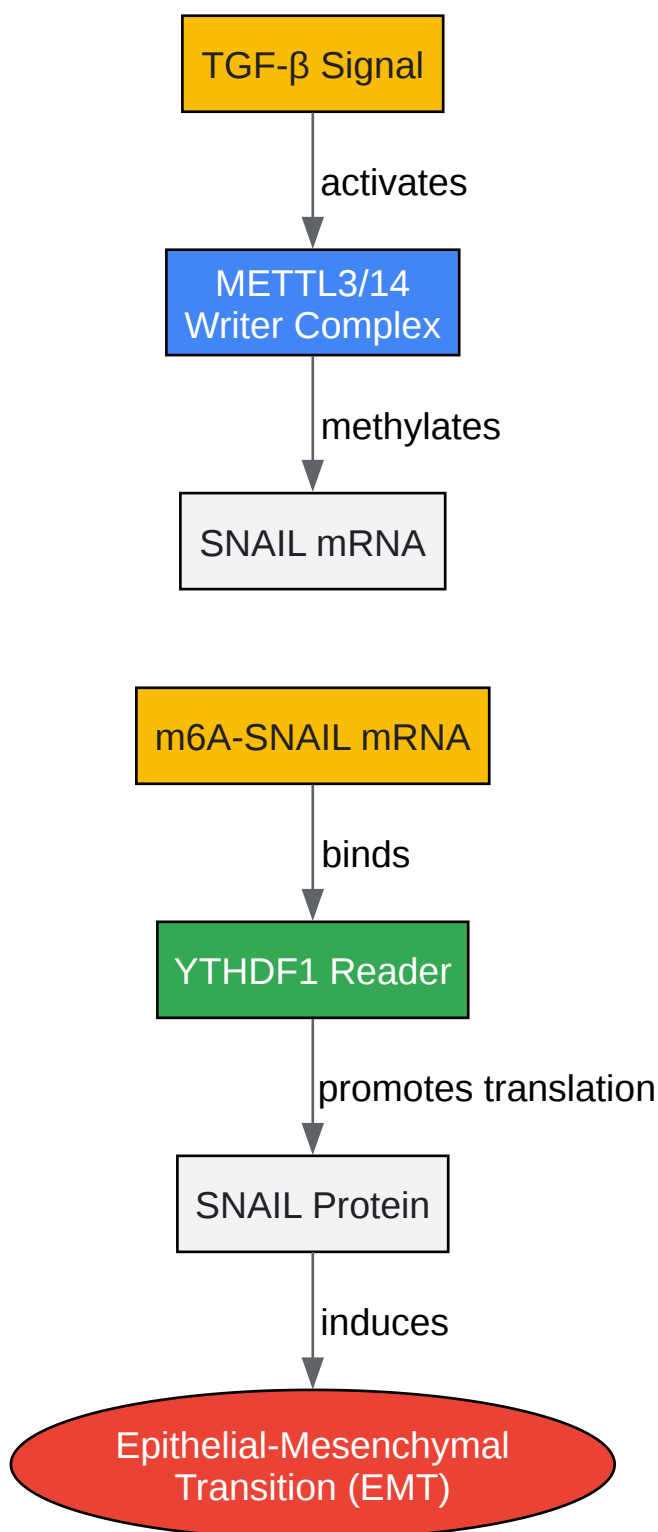 TGF-β Signal
activates
METTL3/14
Writer Complex
methylates
SNAIL mRNA
m6A-SNAIL mRNA
binds
YTHDF1 Reader
promotes translation
SNAIL Protein
induces
Epithelial-Mesenchymal
Transition (EMT)